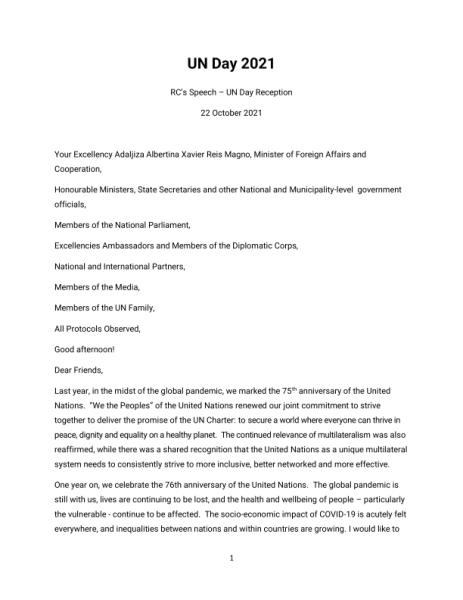 UN Day 2021
RC's Speech – UN Day Reception
22 October 2021
Your Excellency Adaljiza Albertina Xavier Reis Magno, Minister of Foreign Affairs and
Cooperation,
Honourable Ministers, State Secretaries and other National and Municipality-level  government
officials,
Members of the National Parliament,
Excellencies Ambassadors and Members of the Diplomatic Corps,
National and International Partners,
Members of the Media,
Members of the UN Family,
All Protocols Observed,
Good afternoon!
Dear Friends,
Last year, in the midst of the global pandemic, we marked the 75th anniversary of the United
Nations.  “We the Peoples” of the United Nations renewed our joint commitment to strive
together to deliver the promise of the UN Charter: to secure a world where everyone can thrive in
peace, dignity and equality on a healthy planet.  The continued relevance of multilateralism was also
reaffirmed, while there was a shared recognition that the United Nations as a unique multilateral
system needs to consistently strive to more inclusive, better networked and more effective.
One year on, we celebrate the 76th anniversary of the United Nations.  The global pandemic is
still with us, lives are continuing to be lost, and the health and wellbeing of people – particularly
the vulnerable - continue to be affected.  The socio-economic impact of COVID-19 is acutely felt
everywhere, and inequalities between nations and within countries are growing. I would like to
1